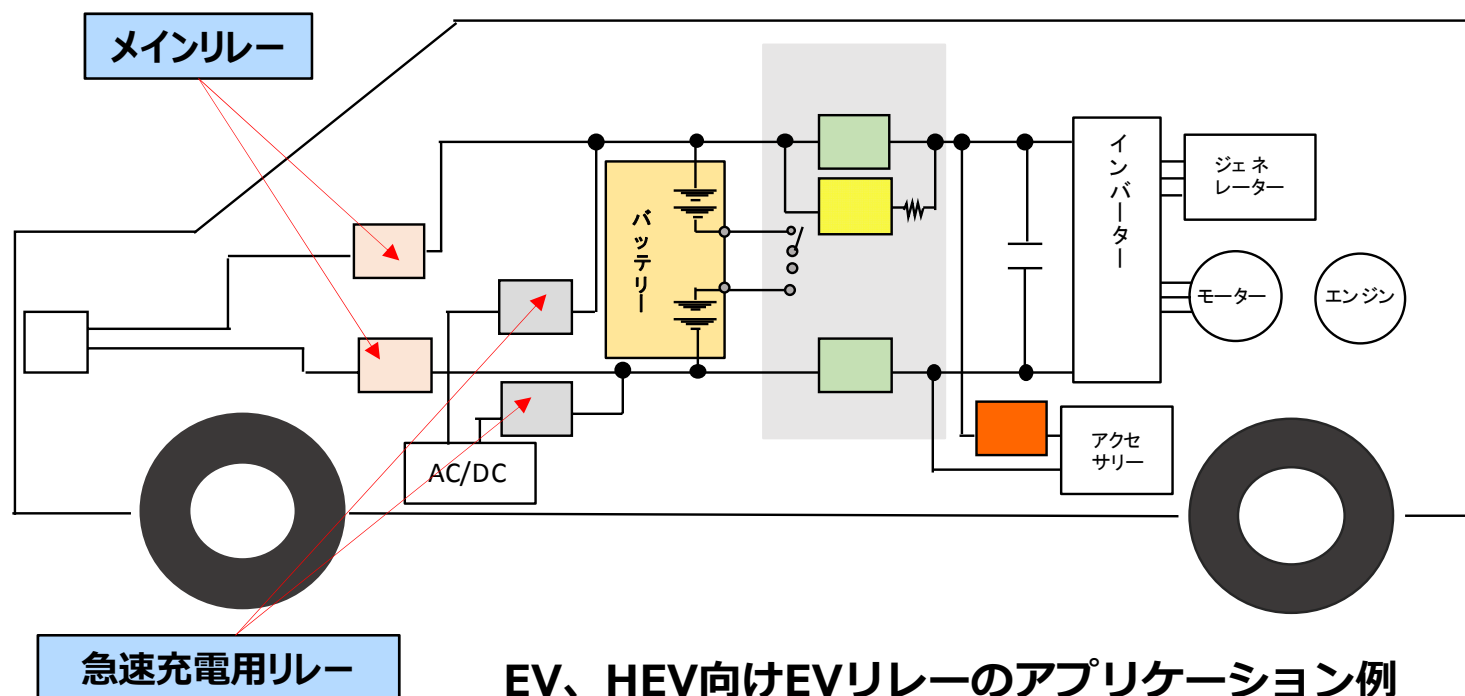 メインリレー
バッテリー
インバーター
ジェネ
レーター
モーター
エンジン
アクセ
サリー
AC/DC
急速充電用リレー
EV、HEV向けEVリレーのアプリケーション例